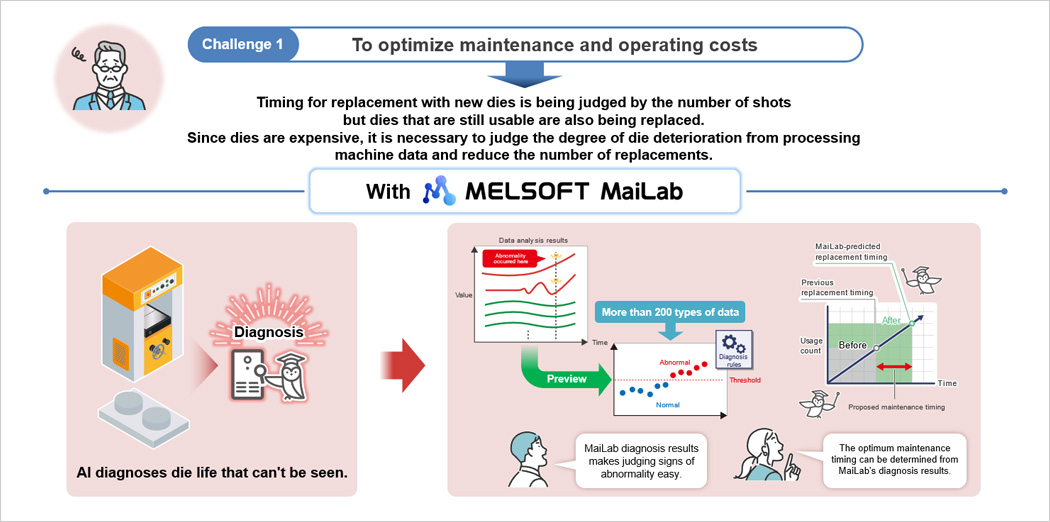 Challenge 1
To optimize maintenance and operating costs
Timing for replacement with new dies is being judged by the number of shots
but dies that are still usable are also being replaced.
Since dies are expensive, it is necessary to judge the degree of die deterioration from processing
machine data and reduce the number of replacements.
With MELSOFT MaiLab
Diagnosis
AI diagnoses die life that can't be seen.
Data analysis results
Abnormality
occurred here
Value
Time
More than 200 types of data
Preview
Abnormal
Threshold
Normal
Diagnosis
rules
MaiLab-predicted
replacement timing
Previous
replacement timing
After
Before
Usage
count
Time
Proposed maintenance timing
MaiLab diagnosis results
makes judging signs of
abnormality easy.
The optimum maintenance
timing can be determined from
MaiLab's diagnosis results.